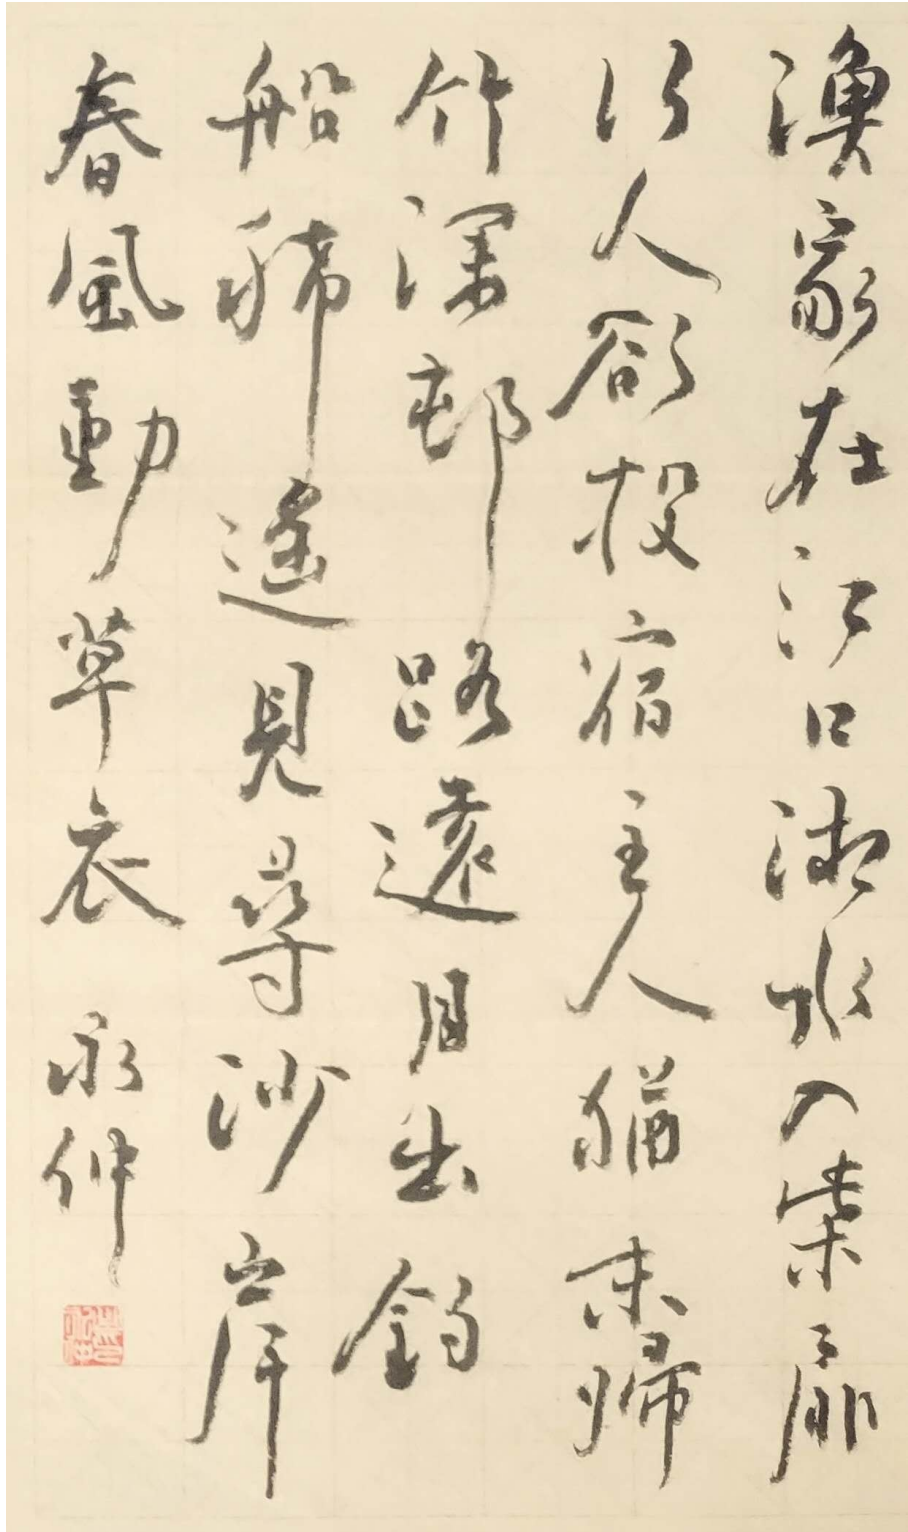 漁家在江口潮水入柴扉
行人欲投宿主人猶未歸
竹深邨路遠月出釣
船稀遙見尋沙岸
春風動草衣 永仲